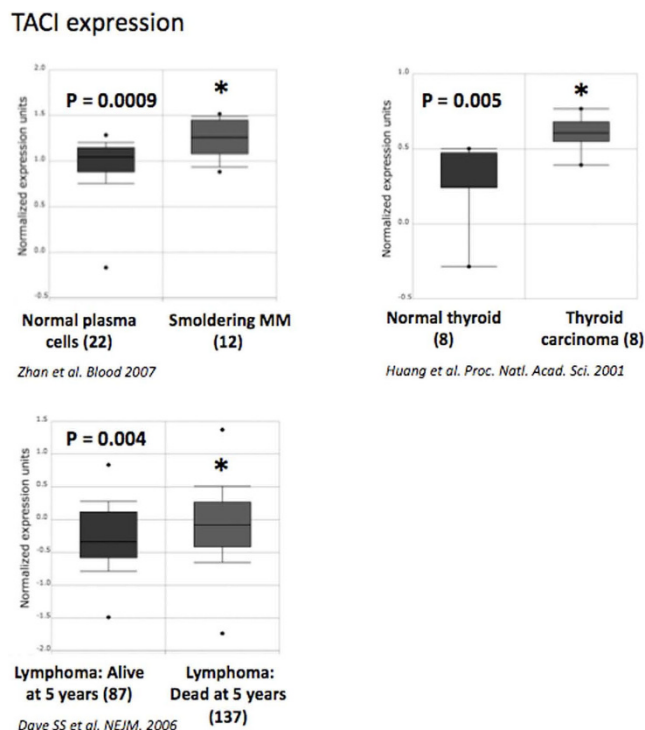 TACI expression
Normalized expression units
2.0
1.5
1.0
0.0
-0.5
P = 0.0009
*
Normal plasma
cells (22)
Smoldering MM
(12)
Zhan et al. Blood 2007
Normalized expression units
1.0
0.5
0.0
-0.5
P = 0.005
*
Normal thyroid
(8)
Thyroid
carcinoma (8)
Huang et al. Proc. Natl. Acad. Sci. 2001
Normalized expression units
1.5
1.0
0.5
0.0
-0.5
-1.0
-1.5
-2.0
P = 0.004
*
Lymphoma: Alive
at 5 years (87)
Lymphoma:
Dead at 5 years
(137)
Dave SS et al. NEJM. 2006